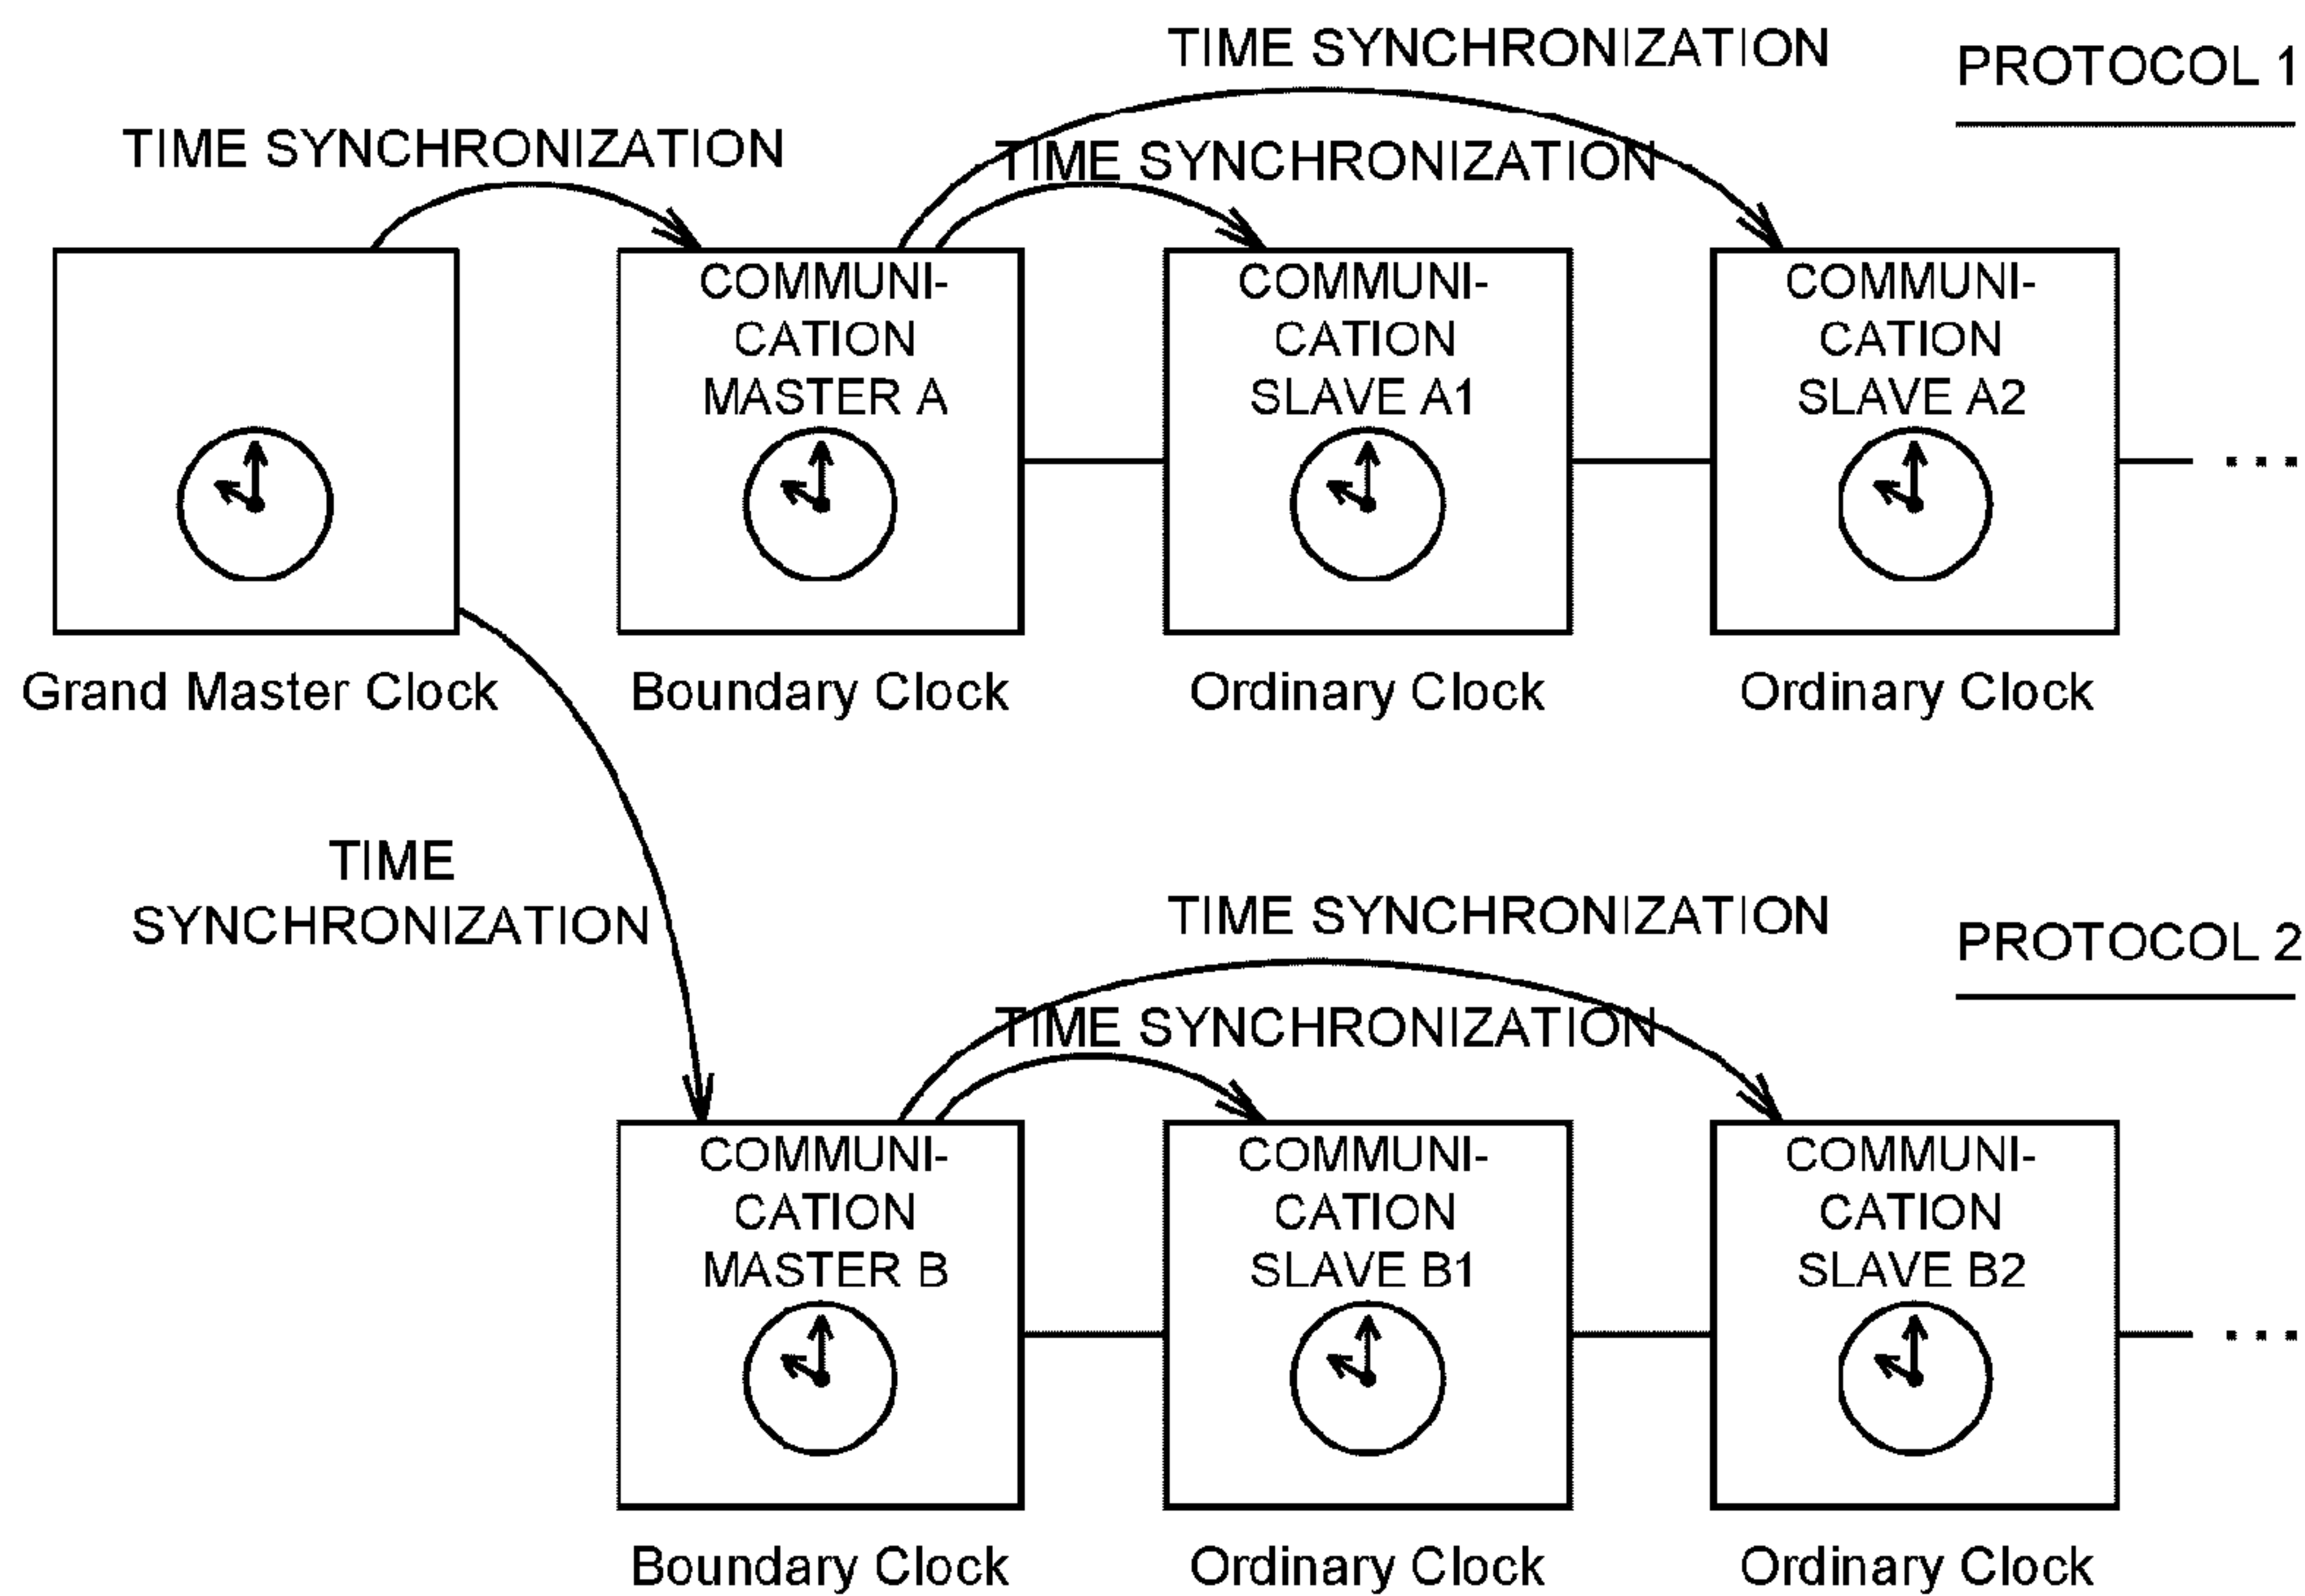 TIME SYNCHRONIZATION
PROTOCOL 1
TIME SYNCHRONIZATION
TIME SYNCHRONIZATION
COMMUNI-
CATION
MASTER A
COMMUNI-
CATION
SLAVE A1
COMMUNI-
CATION
SLAVE A2
...
Grand Master Clock
Boundary Clock
Ordinary Clock
Ordinary Clock
TIME
SYNCHRONIZATION
TIME SYNCHRONIZATION
PROTOCOL 2
TIME SYNCHRONIZATION
COMMUNI-
CATION
MASTER B
COMMUNI-
CATION
SLAVE B1
COMMUNI-
CATION
SLAVE B2
...
Boundary Clock
Ordinary Clock
Ordinary Clock